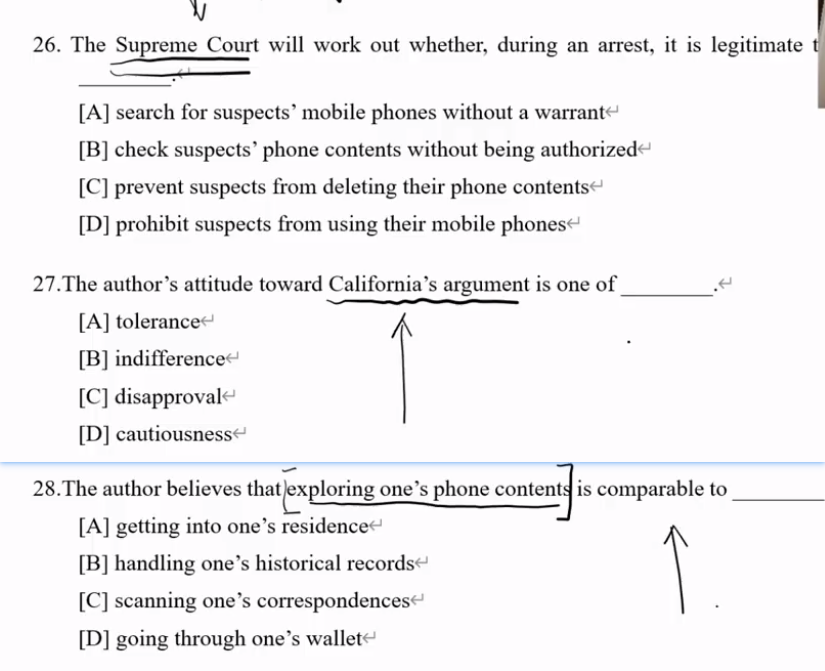 26. The Supreme Court will work out whether, during an arrest, it is legitimate t
________.
[A] search for suspects’ mobile phones without a warrant
[B] check suspects’ phone contents without being authorized
[C] prevent suspects from deleting their phone contents
[D] prohibit suspects from using their mobile phones
27.The author’s attitude toward California’s argument is one of ________.
[A] tolerance
[B] indifference
[C] disapproval
[D] cautiousness
28.The author believes that exploring one’s phone contents is comparable to ________
[A] getting into one’s residence
[B] handling one’s historical records
[C] scanning one’s correspondences
[D] going through one’s wallet